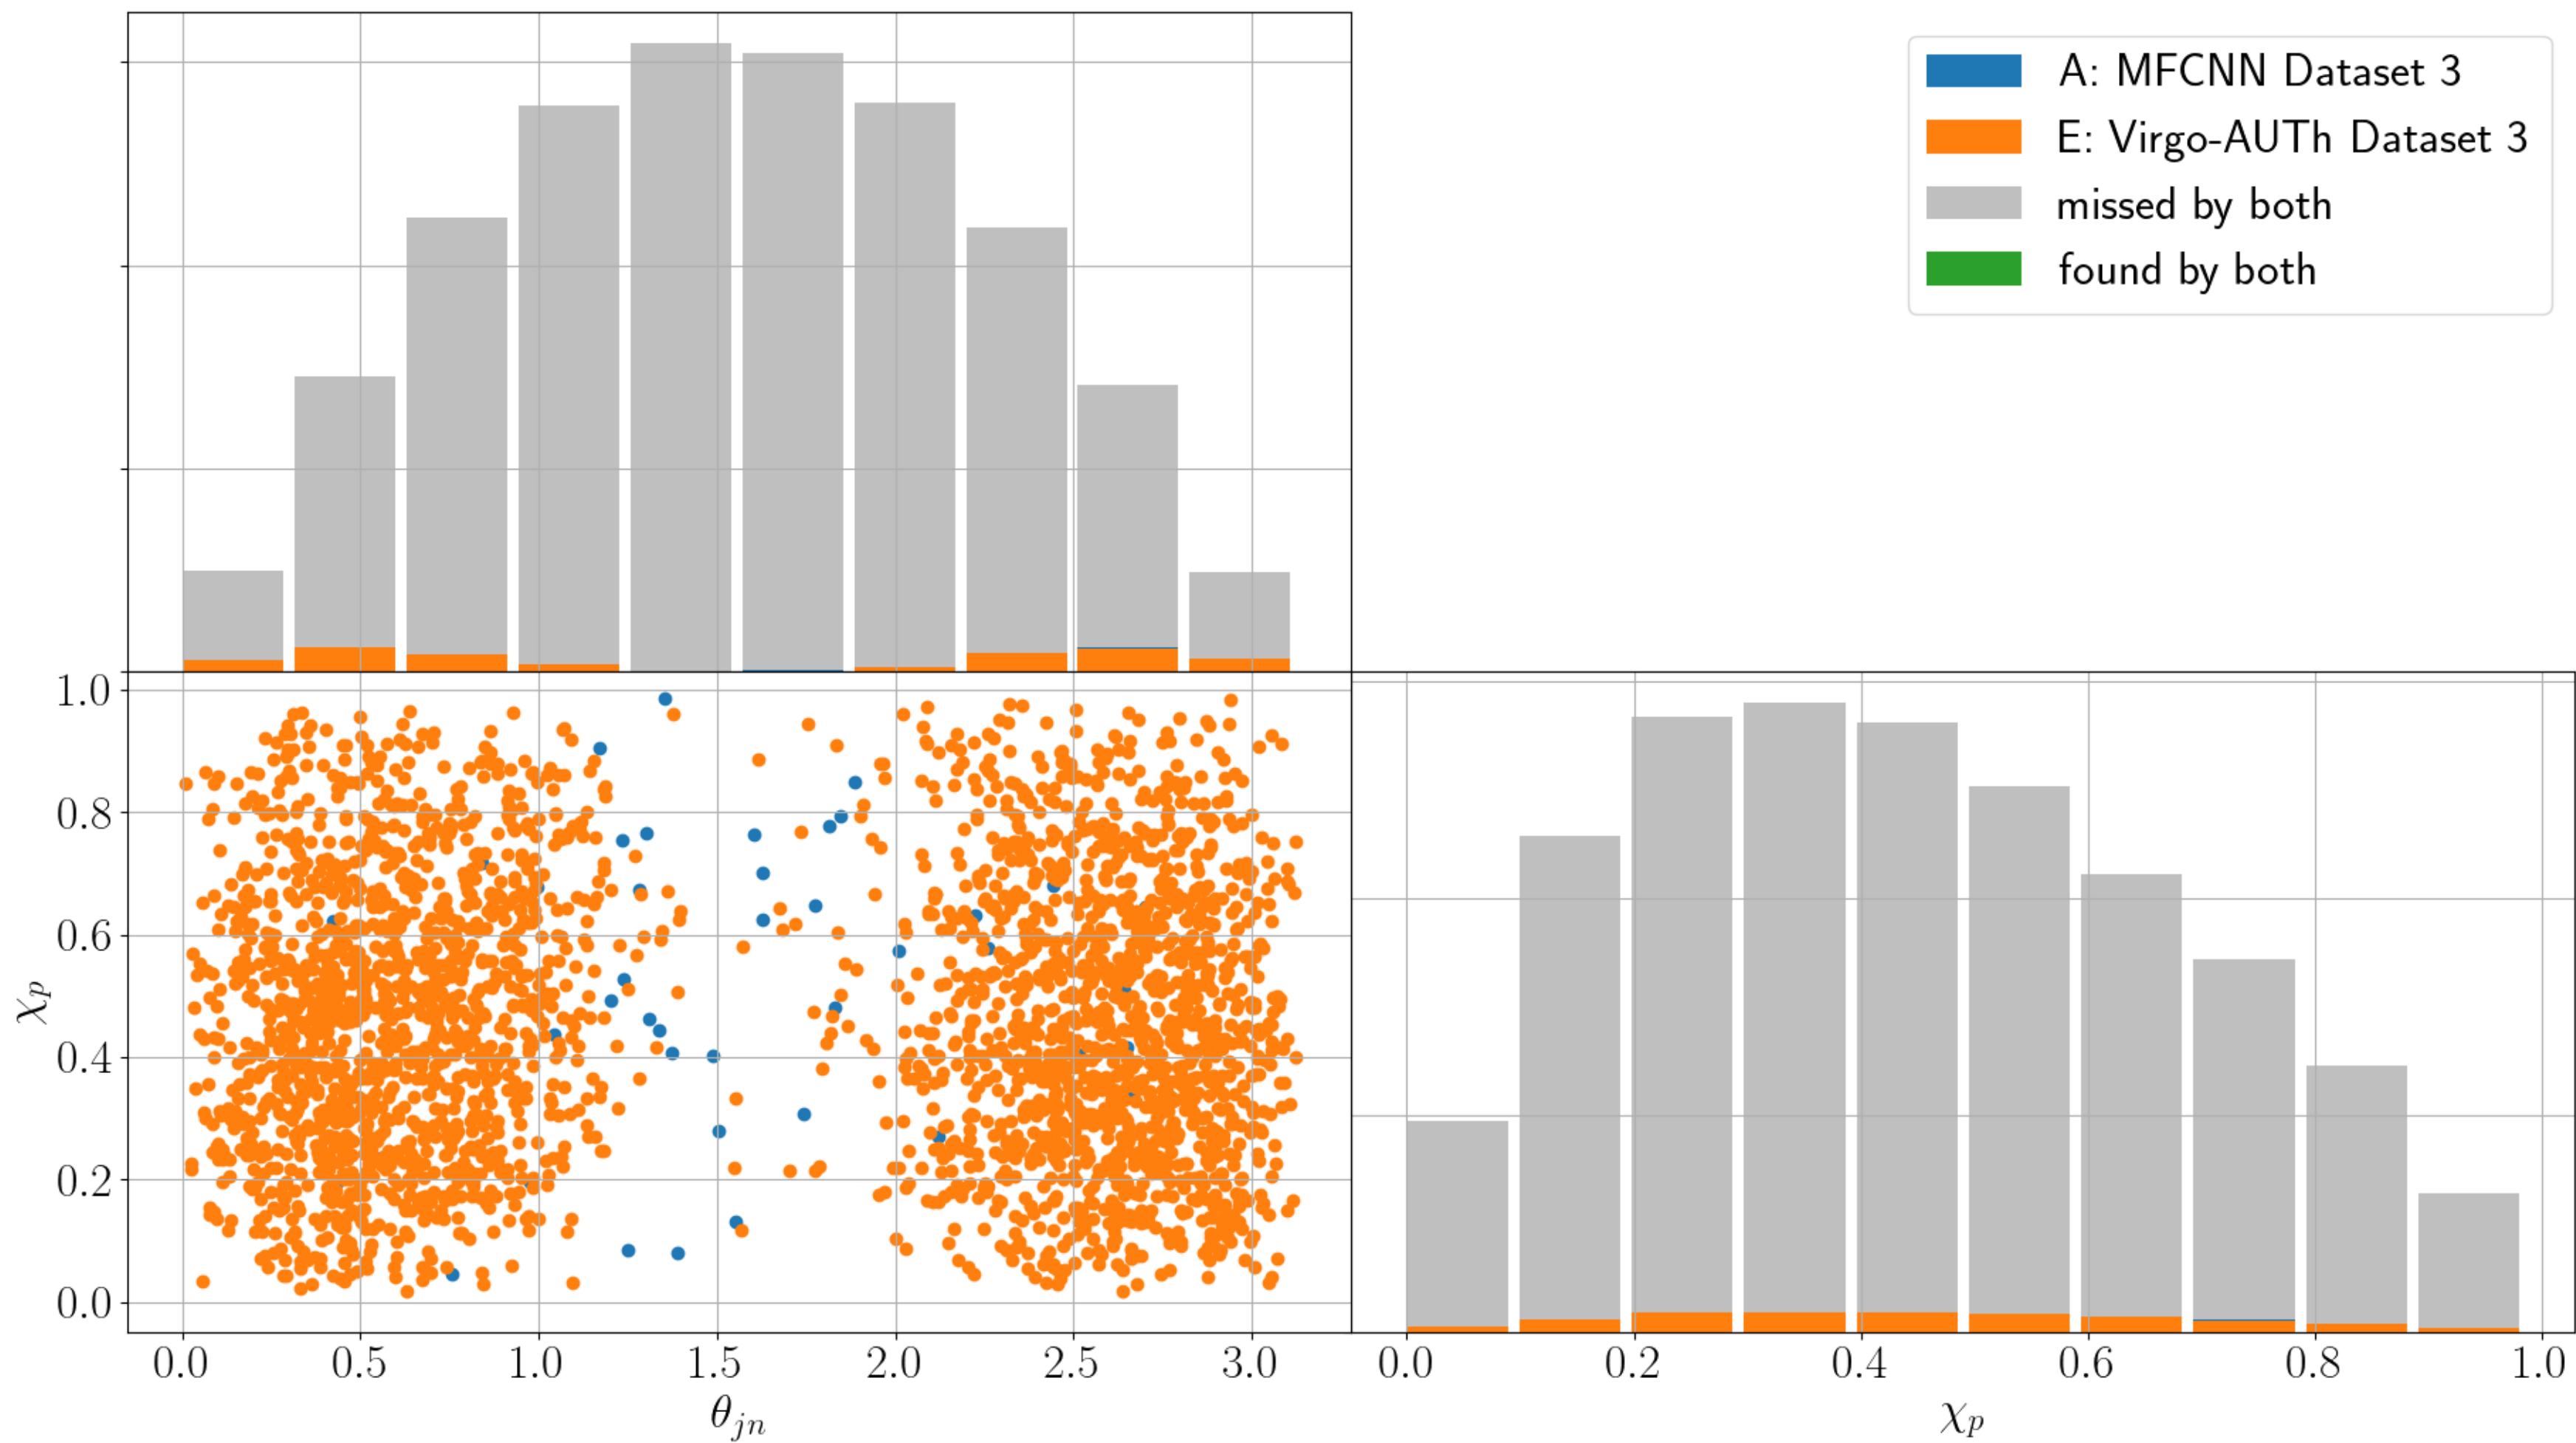 A: MFCNN Dataset 3
E: Virgo-AUTh Dataset 3
missed by both
found by both
1.0
0.8
0.6
0.4
0.2
0.0
χp
0.0 0.5 1.0 1.5 2.0 2.5 3.0
θjn
0.0 0.2 0.4 0.6 0.8 1.0
χp